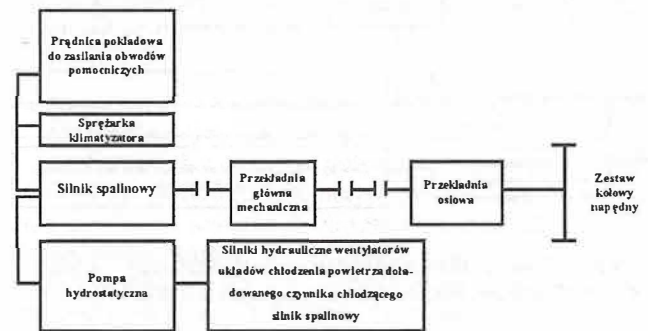 Prądnica pokładowa
do zasilania obwodów
pomocniczych
Sprężarka
klimatyzatora
Silnik spalinowy
Przekładnia
główna
mechaniczna
Przekładnia
osiowa
Zestaw
kołowy
napędny
Pompa
hydrostatyczna
Silniki hydrauliczne wentylatorów
układów chłodzenia powietrza dola-
dowanego czynnika chłodzącego
silnik spalinowy